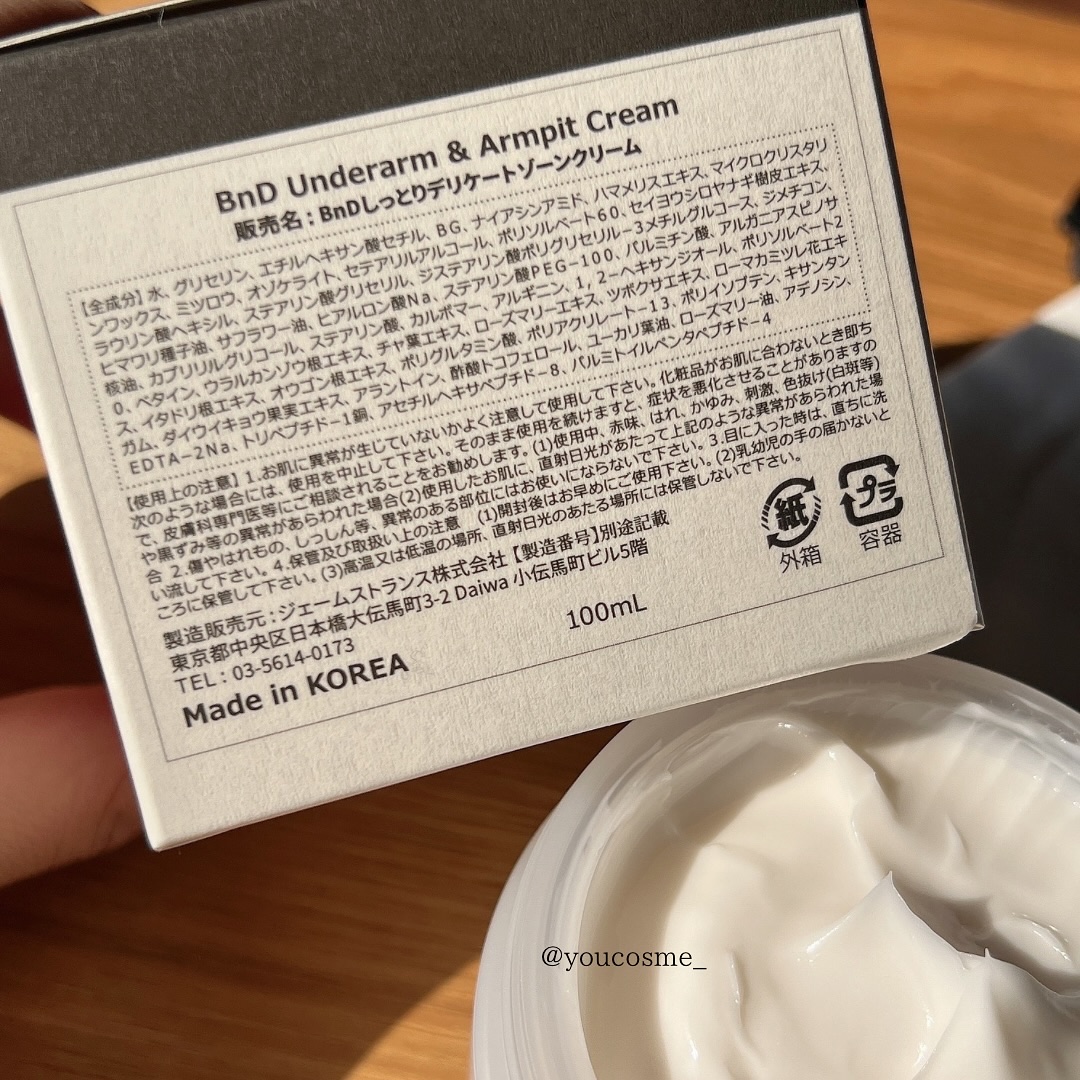 BnD Underarm & Armpit Cream
販売名：BnDしっとりデリケートゾーンクリーム
【全成分】水、グリセリン、エチルヘキサン酸セチル、BG、ナイアシンアミド、ハマメリスエキス、マイクロクリスタリ
ンワックス、ミツロウ、オゾケライト、セテアリルアルコール、ポリソルベート60、セイヨウシロヤナギ樹皮エキス、
ラウリン酸ヘキシル、ステアリン酸グリセリル、ジステアリン酸ポリグリセリル-3メチルグルコース、ジメチコン、
ヒマワリ種子油、サフラワー油、ヒアルロン酸Na、ステアリン酸PEG-100、パルミチン酸、アルガニアスピノサ
核油、カプリリルグリコール、ステアリン酸、カルボマー、アルギニン、1，2-ヘキサンジオール、ポリソルベート2
0、ベタイン、ウラルカンゾウ根エキス、チャ葉エキス、ローズマリーエキス、ツボクサエキス、ローマカミツレ花エキ
ス、イタドリ根エキス、オウゴン根エキス、ポリグルタミン酸、ポリアクリレート-13、ポリイソブテン、キサンタン
ガム、ダイウイキョウ果実エキス、アラントイン、酢酸トコフェロール、ユーカリ葉油、ローズマリー油、アデノシン、
EDTA-2Na、トリペプチド-1銅、アセチルヘキサペプチド-8、パルミトイルペンタペプチド-4
【使用上の注意】1.お肌に異常が生していないかよく注意して使用して下さい。化粧品がお肌に合わないとき即ち
次のような場合には、使用を中止して下さい。そのまま使用を続けますと、症状を悪化させることがありますの
で、皮膚科専門医等にご相談されることをお勧めします。(1)使用中、赤味、はれ、かゆみ、刺激、色抜け(白斑等)
や黒ずみ等の異常があらわれた場合(2)使用したお肌に、直射日光があたって上記のような異常があらわれた場
合 2.傷やはれもの、しっしん等、異常のある部位にはお使いにならないで下さい。3.目に入った時は、直ちに洗
い流して下さい。4.保管及び取扱い上の注意 (1)開封後はお早めにご使用下さい。(2)乳幼児の手の届かないと
ころに保管して下さい。(3)高温又は低温の場所、直射日光のあたる場所には保管しないで下さい。
製造販売元：ジェームストランス株式会社【製造番号】別途記載
東京都中央区日本橋大伝馬町3-2 Daiwa 小伝馬町ビル5階
TEL：03-5614-0173
100mL
Made in KOREA
紙
外箱
プラ
容器
@youcosme_